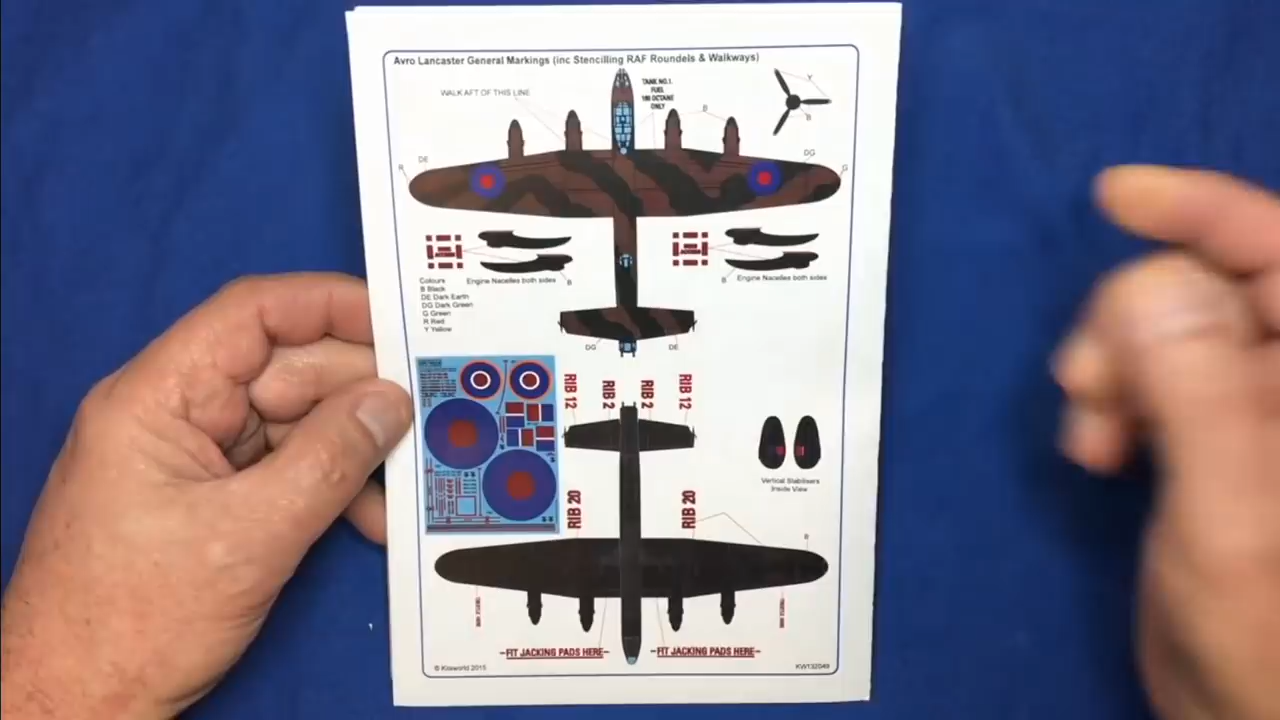 Avro Lancaster General Markings (inc Stencilling RAF Roundels & Walkways)
WALK AFT OF THIS LINE
TANK NO.1.
FUEL
100 OCTANE
ONLY
Y
B
B
DE
DG
R
G
Colours
B Black
DE Dark Earth
DG Dark Green
G Green
R Red
Y Yellow
Engine Nacelles both sides
B
Engine Nacelles both sides
B
DG
DE
RIB 12
RIB 2
RIB 2
RIB 12
Vertical Stabilisers
Inside View
RIB 20
RIB 20
B
-FIT JACKING PADS HERE-
-FIT JACKING PADS HERE-
© Kitsworld 2015
KW132049